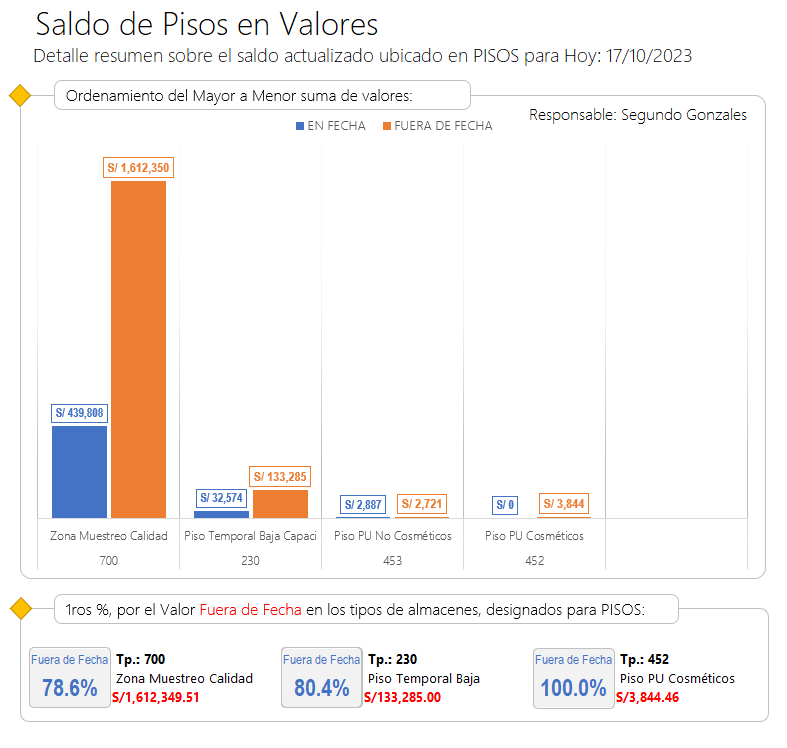 Saldo de Pisos en Valores
Detalle resumen sobre el saldo actualizado ubicado en PISOS para Hoy: 17/10/2023
Ordenamiento del Mayor a Menor suma de valores:
Responsable: Segundo Gonzales
EN FECHA FUERA DE FECHA
S/ 1,612,350
S/ 439,808
S/ 133,285
S/ 32,574
S/ 2,887 S/ 2,721 S/ 0 S/ 3,844
Zona Muestreo Calidad Piso Temporal Baja Capaci Piso PU No Cosméticos Piso PU Cosméticos
700 230 453 452
1ros %, por el Valor Fuera de Fecha en los tipos de almacenes, designados para PISOS:
Fuera de Fecha
78.6%
Tp.: 700
Zona Muestreo Calidad
S/1,612,349.51
Fuera de Fecha
80.4%
Tp.: 230
Piso Temporal Baja
S/133,285.00
Fuera de Fecha
100.0%
Tp.: 452
Piso PU Cosméticos
S/3,844.46